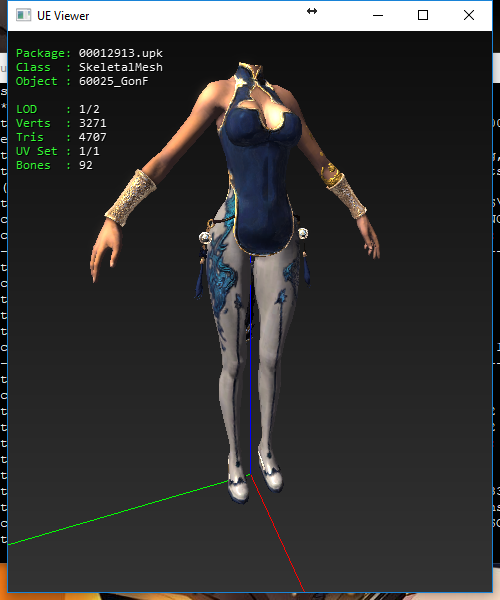 UE Viewer
Package: 00012913.upk
Class : SkeletalMesh
Object : 60025_GonF
LOD : 1/2
Verts : 3271
Tris : 4707
UV Set : 1/1
Bones : 92